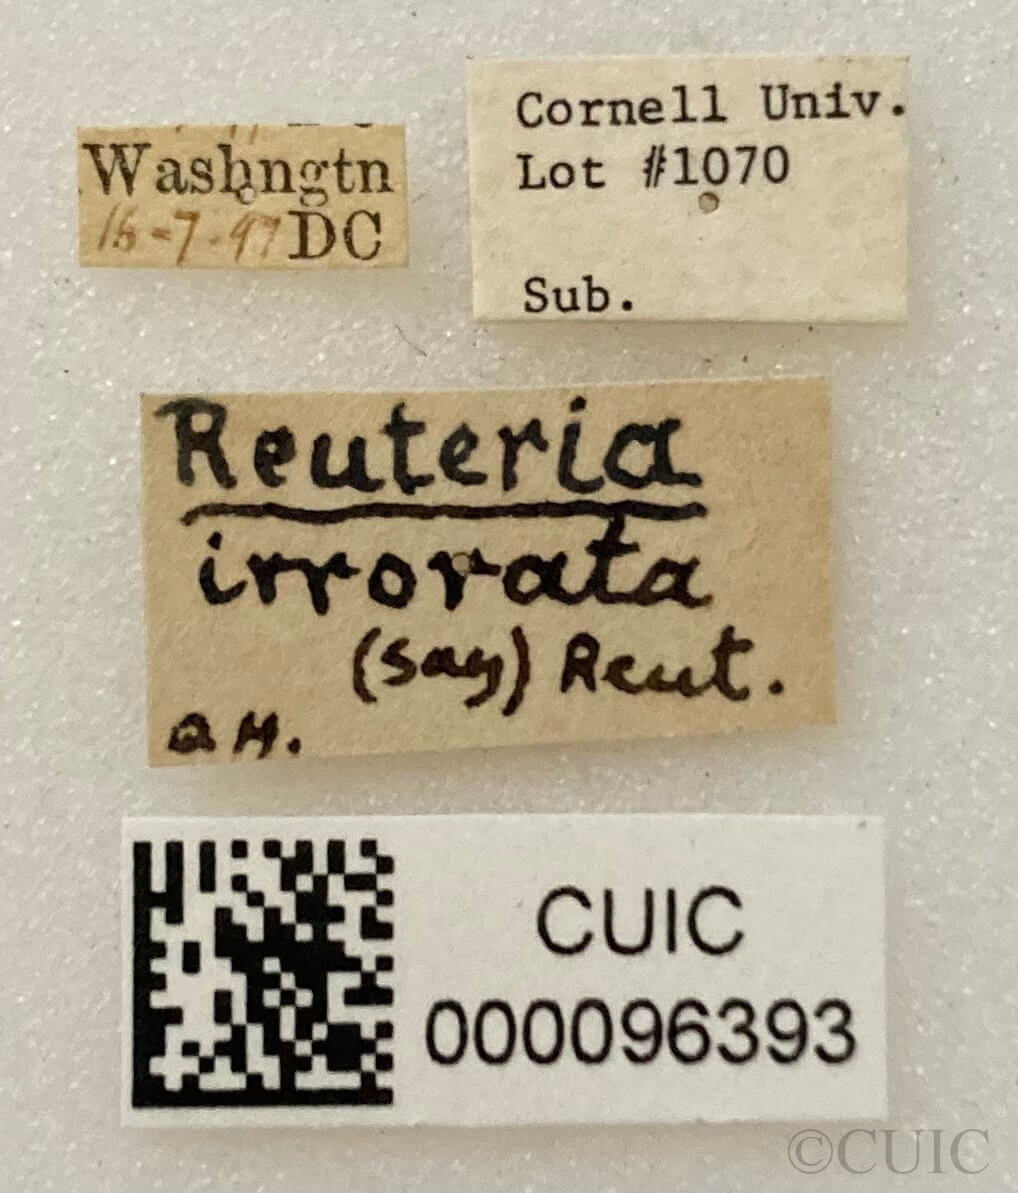 Washngtn
16-7-97 DC
Cornell Univ.
Lot #1070
Sub.
Reuteria
irrorata
(Say) Reut.
O H.
CUIC
000096393
©CUIC